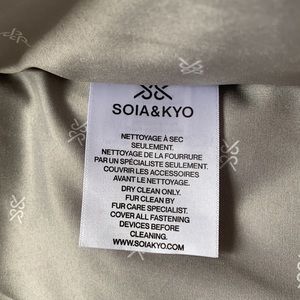 SOIA&KYO
NETTOYAGE À SEC
SEULEMENT.
NETTOYAGE DE LA FOURRURE
PAR UN SPÉCIALISTE SEULEMENT.
COUVRIR LES ACCESSOIRES
AVANT LE NETTOYAGE.
DRY CLEAN ONLY.
FUR CLEAN BY
FUR CARE SPECIALIST.
COVER ALL FASTENING
DEVICES BEFORE
CLEANING.
WWW.SOIAKYO.COM